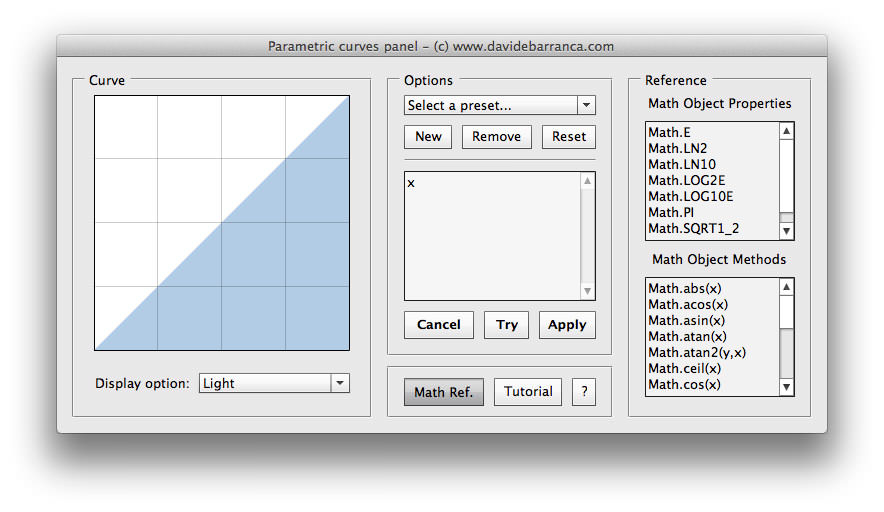 Parametric curves panel - (c) www.davidebarranca.com
Curve
Display option:
Light
Options
Select a preset...
New
Remove
Reset
x
Cancel
Try
Apply
Math Ref.
Tutorial
?
Reference
Math Object Properties
Math.E
Math.LN2
Math.LN10
Math.LOG2E
Math.LOG10E
Math.PI
Math.SQRT1_2
Math Object Methods
Math.abs(x)
Math.acos(x)
Math.asin(x)
Math.atan(x)
Math.atan2(y,x)
Math.ceil(x)
Math.cos(x)